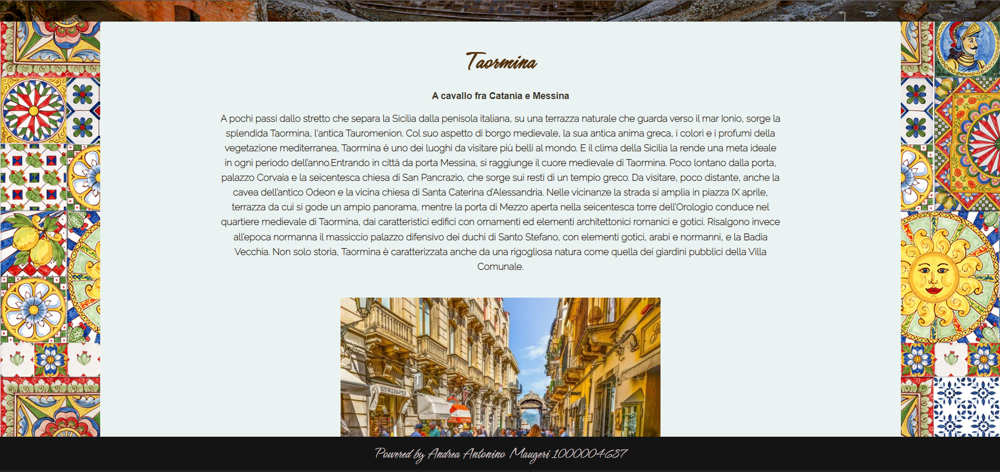 Taormina
A cavallo fra Catania e Messina
A pochi passi dallo stretto che separa la Sicilia dalla penisola italiana, su una terrazza naturale che guarda verso il mar Ionio, sorge la
splendida Taormina, l'antica Tauromenion. Col suo aspetto di borgo medievale, la sua antica anima greca, i colori e i profumi della
vegetazione mediterranea, Taormina è uno dei luoghi da visitare più belli al mondo. E il clima della Sicilia la rende una meta ideale
in ogni periodo dell'anno.Entrando in città da porta Messina, si raggiunge il cuore medievale di Taormina. Poco lontano dalla porta,
palazzo Corvaia e la seicentesca chiesa di San Pancrazio, che sorge sui resti di un tempio greco. Da visitare, poco distante, anche la
cavea dell'antico Odeon e la vicina chiesa di Santa Caterina d'Alessandria. Nelle vicinanze la strada si amplia in piazza IX aprile,
terrazza da cui si gode un ampio panorama, mentre la porta di Mezzo aperta nella seicentesca torre dell'Orologio conduce nel
quartiere medievale di Taormina, dai caratteristici edifici con ornamenti ed elementi architettonici romanici e gotici. Risalgono invece
all'epoca normanna il massiccio palazzo difensivo dei duchi di Santo Stefano, con elementi gotici, arabi e normanni, e la Badia
Vecchia. Non solo storia, Taormina è caratterizzata anche da una rigogliosa natura come quella dei giardini pubblici della Villa
Comunale.
NEWSPAPER
Powered by Andrea Antonino Maugeri 1000004687